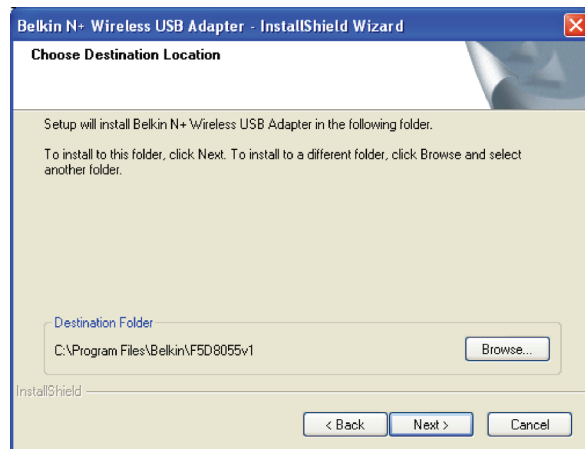 Belkin N+ Wireless USB Adapter - InstallShield Wizard
Choose Destination Location
Setup will install Belkin N+ Wireless USB Adapter in the following folder.
To install to this folder, click Next. To install to a different folder, click Browse and select
another folder.
Destination Folder
C:\Program Files\Belkin\F5D8055v1
Browse...
InstallShield
< Back
Next >
Cancel